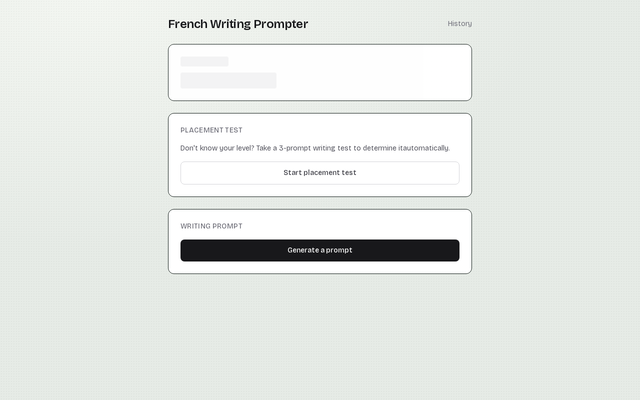 French Writing Prompter
History
PLACEMENT TEST
Don't know your level? Take a 3-prompt writing test to determine itautomatically.
Start placement test
WRITING PROMPT
Generate a prompt